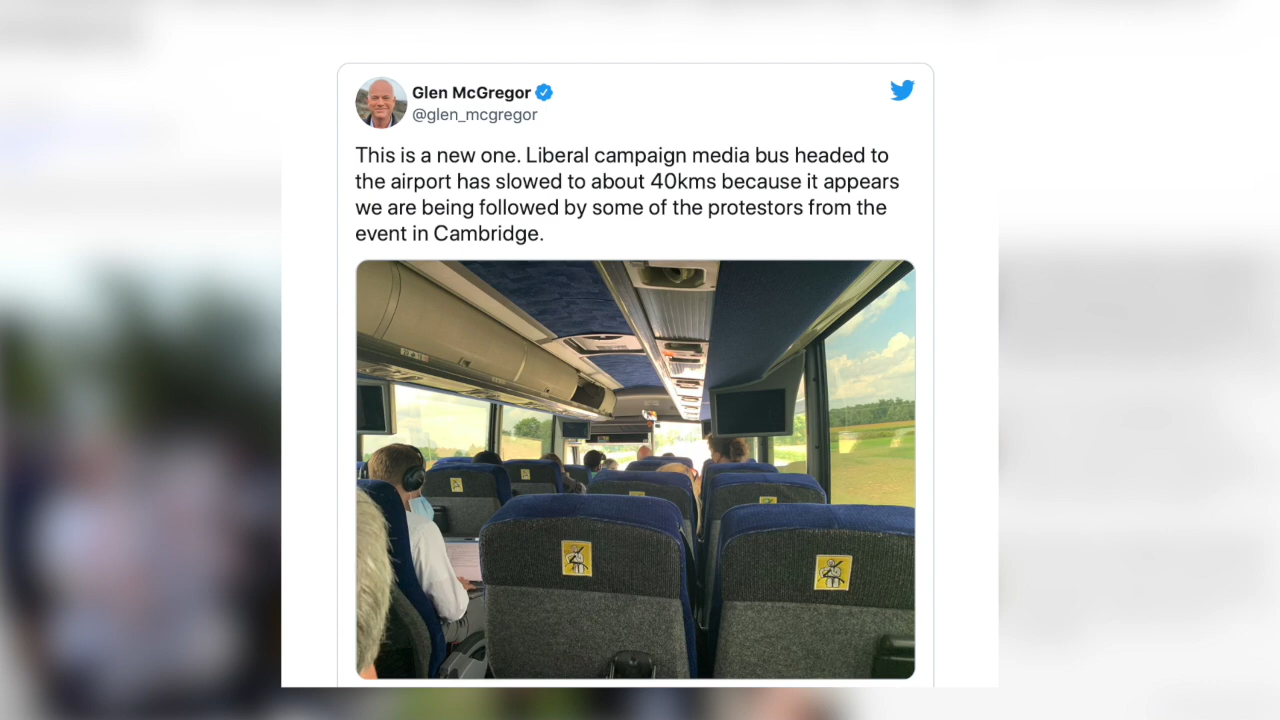 Glen McGregor
@glen_mcgregor
This is a new one. Liberal campaign media bus headed to
the airport has slowed to about 40kms because it appears
we are being followed by some of the protestors from the
event in Cambridge.